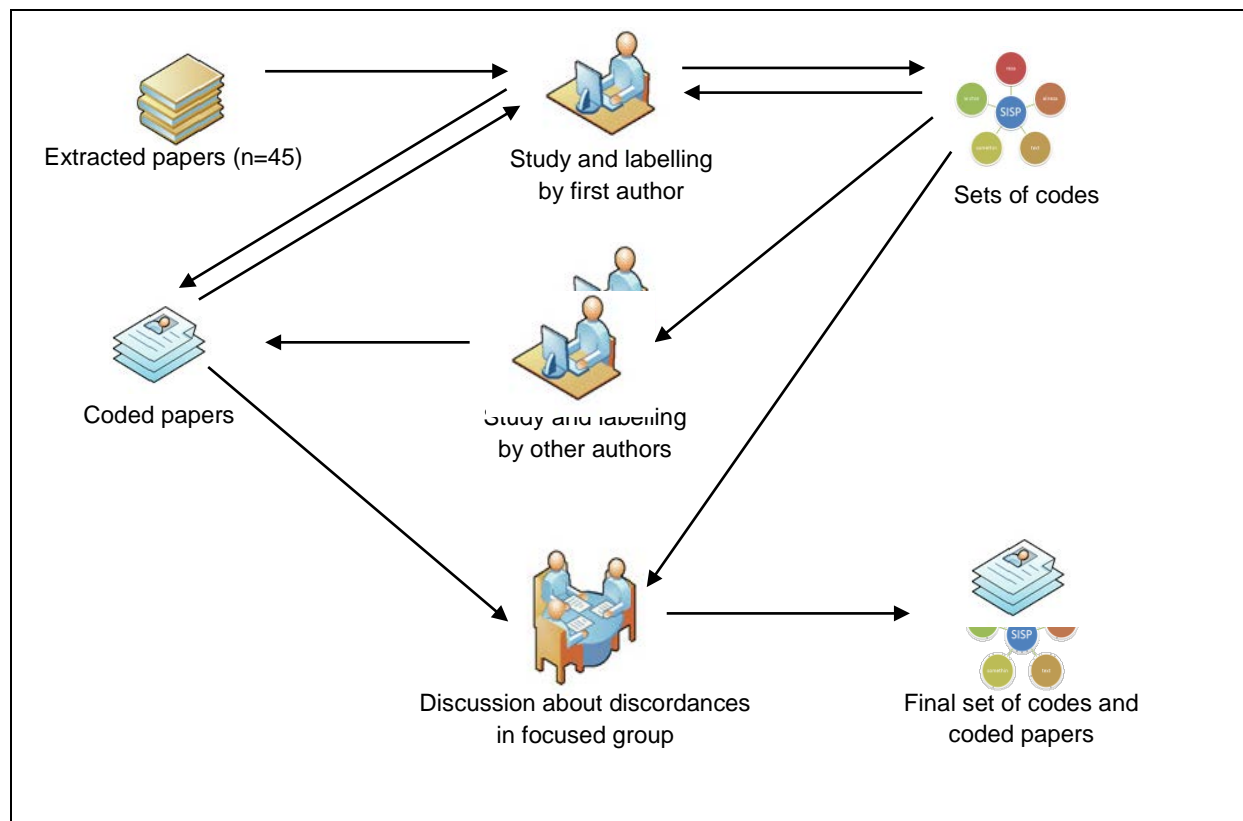 Extracted papers (n=45)
Study and labelling
by first author
SISP
Sets of codes
Coded papers
Study and labelling
by other authors
Discussion about discordances
in focused group
SISP
Final set of codes and
coded papers